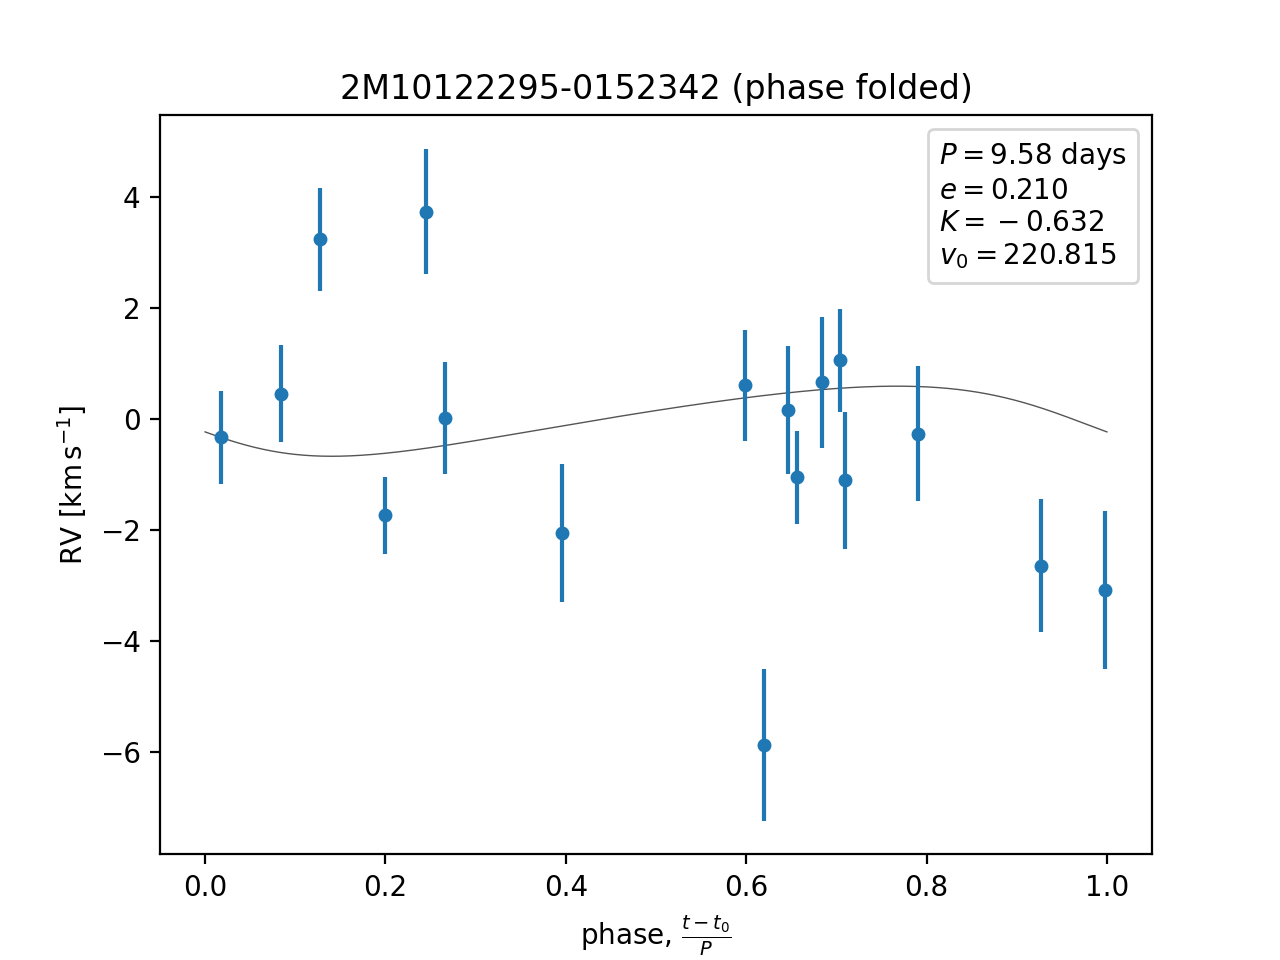 2M10122295-0152342 (phase folded)
P = 9.58 days
e = 0.210
K = −0.632
v₀ = 220.815
RV [km s⁻¹]
4
2
0
−2
−4
−6
0.0 0.2 0.4 0.6 0.8 1.0
phase, (t − t₀)/P